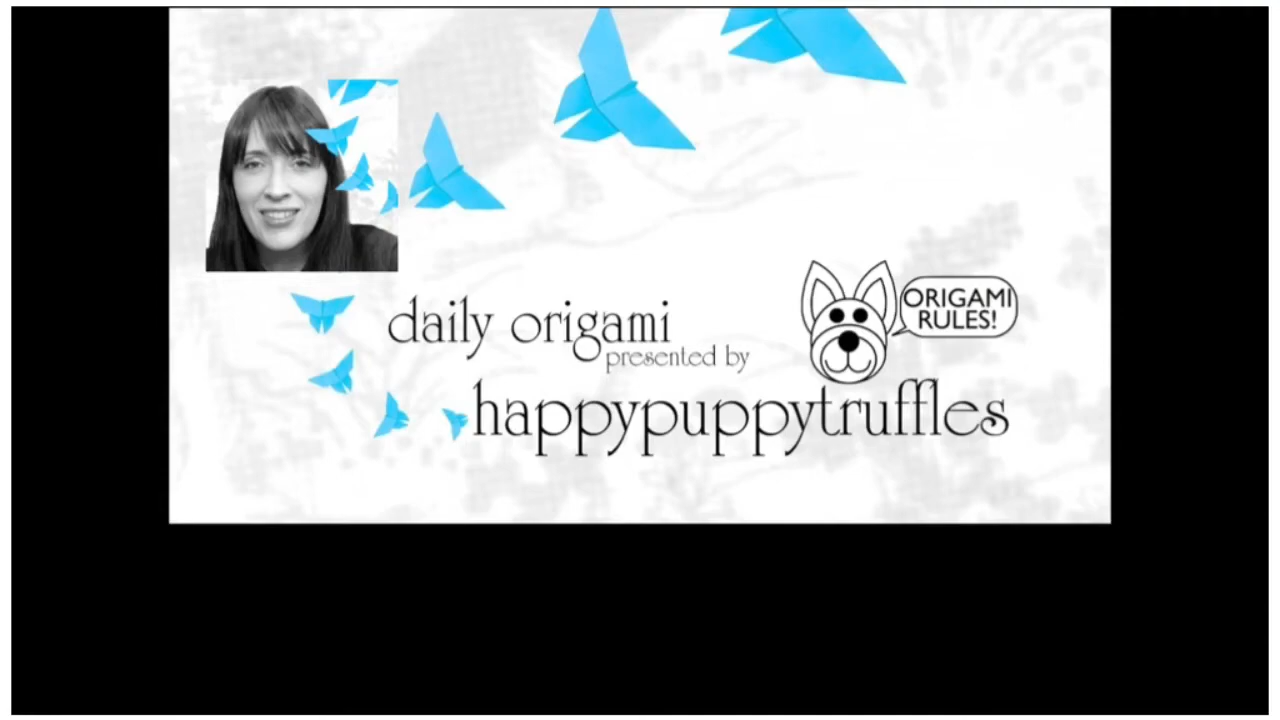 daily origami
presented by
happypuppytruffles
ORIGAMI
RULES!